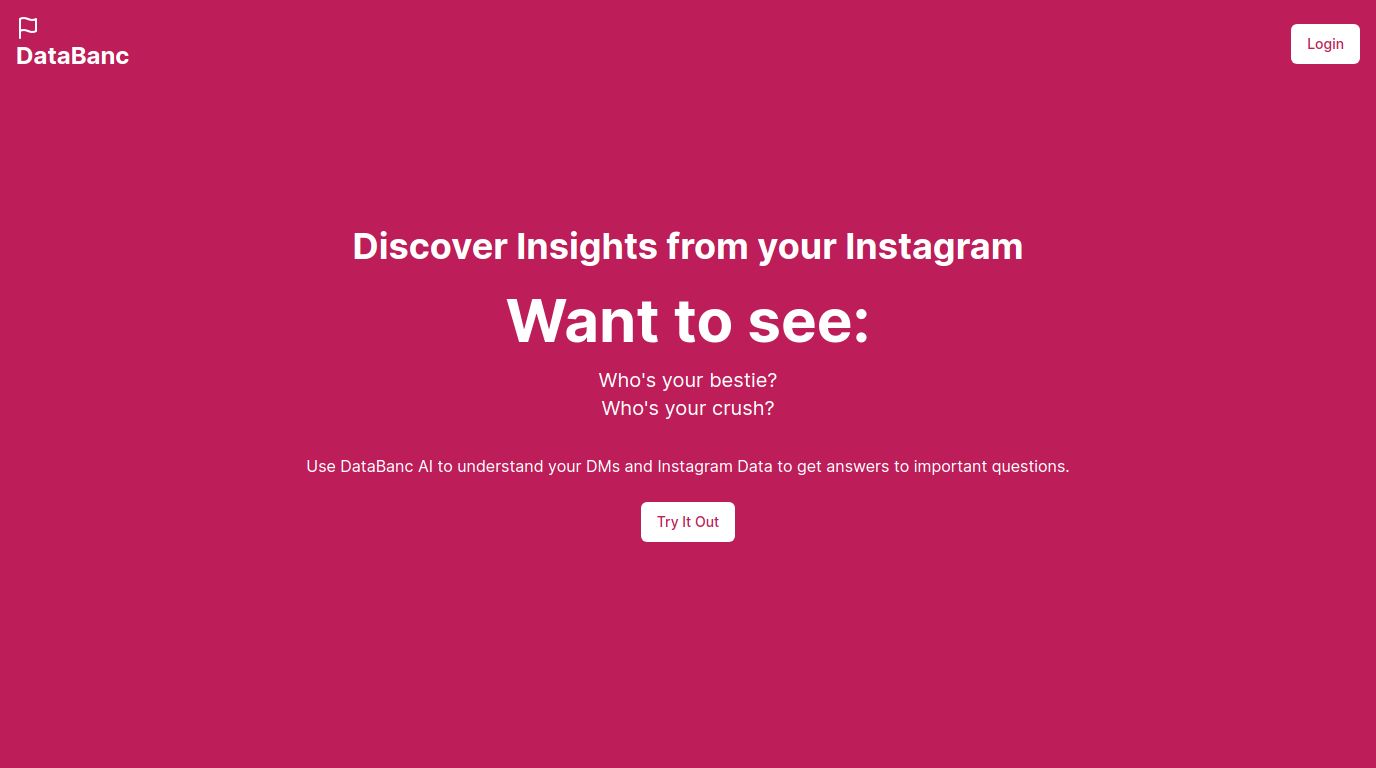 DataBanc
Login
Discover Insights from your Instagram
Want to see:
Who's your bestie?
Who's your crush?
Use DataBanc AI to understand your DMs and Instagram Data to get answers to important questions.
Try It Out